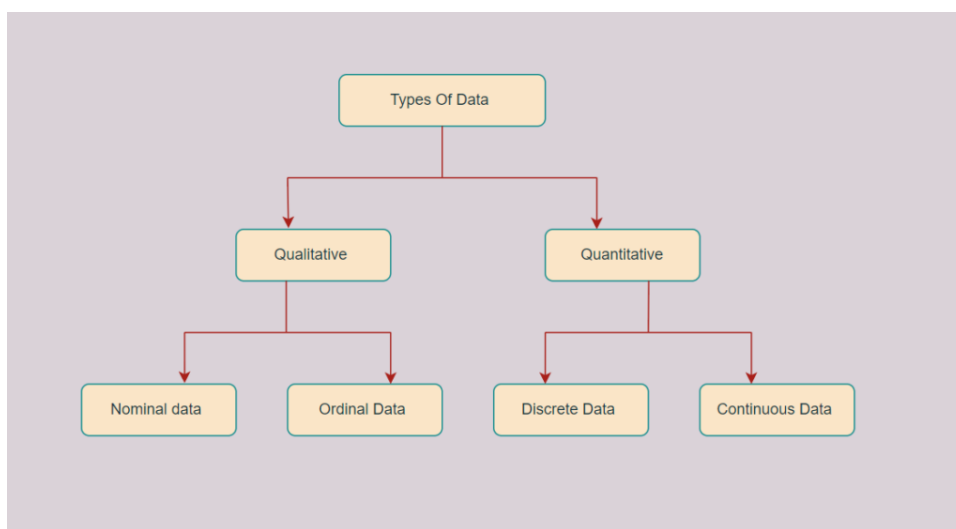 Types Of Data
Qualitative
Quantitative
Nominal data
Ordinal Data
Discrete Data
Continuous Data